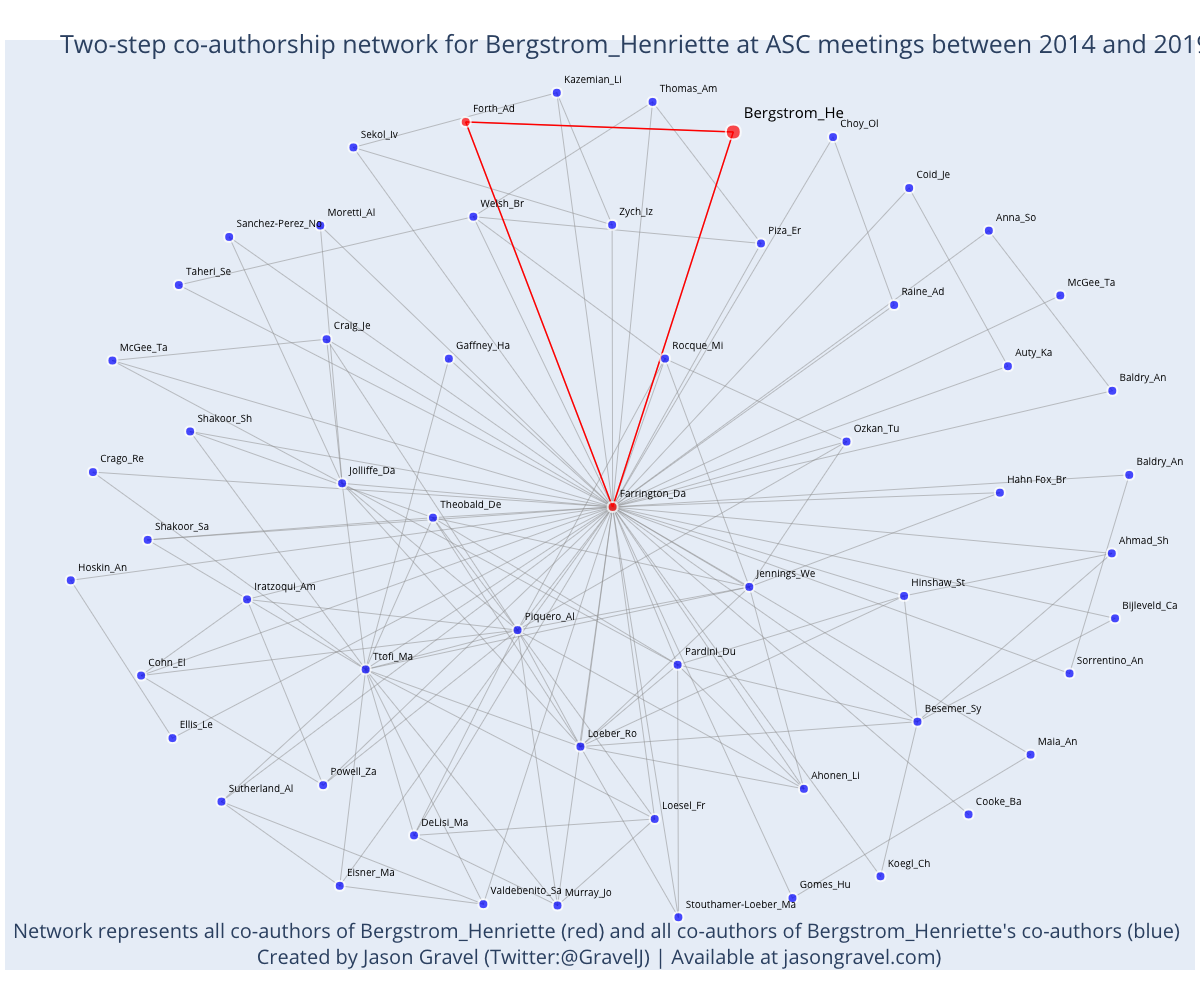 Two-step co-authorship network for Bergstrom_Henriette at ASC meetings between 2014 and 2019
Kazemian_Li
Thomas_Am
Forth_Ad
Bergstrom_He
Choy_Ol
Sekol_Iv
Coid_Je
Welsh_Br
Zych_Iz
Moretti_Al
Anna_So
Sanchez-Perez_No
Piza_Er
Taheri_Se
McGee_Ta
Raine_Ad
Craig_Je
McGee_Ta
Gaffney_Ha
Rocque_Mi
Auty_Ka
Baldry_An
Shakoor_Sh
Ozkan_Tu
Crago_Re
Jolliffe_Da
Baldry_An
Hahn Fox_Br
Farrington_Da
Theobald_De
Shakoor_Sa
Ahmad_Sh
Hoskin_An
Jennings_We
Iratzoqui_Am
Hinshaw_St
Bijleveld_Ca
Piquero_Al
Pardini_Du
Ttofi_Ma
Cohn_El
Sorrentino_An
Besemer_Sy
Ellis_Le
Loeber_Ro
Maia_An
Powell_Za
Ahonen_Li
Sutherland_Al
Cooke_Ba
Loesel_Fr
DeLisi_Ma
Koegl_Ch
Eisner_Ma
Gomes_Hu
Valdebenito_Sa
Murray_Jo
Stouthamer-Loeber_Ma
Network represents all co-authors of Bergstrom_Henriette (red) and all co-authors of Bergstrom_Henriette's co-authors (blue)
Created by Jason Gravel (Twitter:@GravelJ) | Available at jasongravel.com)